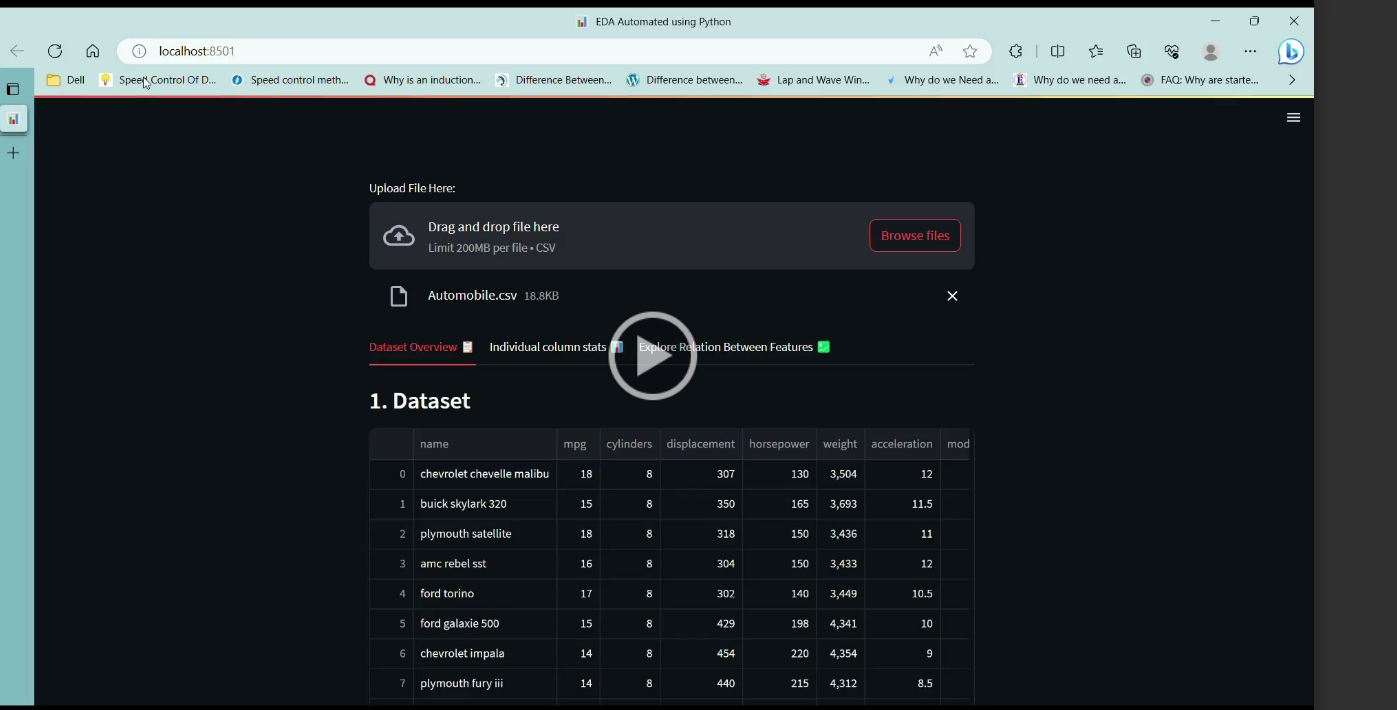 EDA Automated using Python
localhost:8501
Dell Speed Control Of D... Speed control meth... Why is an induction... Difference Between... Difference between... Lap and Wave Win... Why do we Need a... Why do we need a... FAQ: Why are starte...
Upload File Here:
Drag and drop file here
Limit 200MB per file • CSV
Browse files
Automobile.csv 18.8KB
Dataset Overview Individual column stats Explore Relation Between Features
1. Dataset
name mpg cylinders displacement horsepower weight acceleration mod
0 chevrolet chevelle malibu 18 8 307 130 3,504 12
1 buick skylark 320 15 8 350 165 3,693 11.5
2 plymouth satellite 18 8 318 150 3,436 11
3 amc rebel sst 16 8 304 150 3,433 12
4 ford torino 17 8 302 140 3,449 10.5
5 ford galaxie 500 15 8 429 198 4,341 10
6 chevrolet impala 14 8 454 220 4,354 9
7 plymouth fury iii 14 8 440 215 4,312 8.5